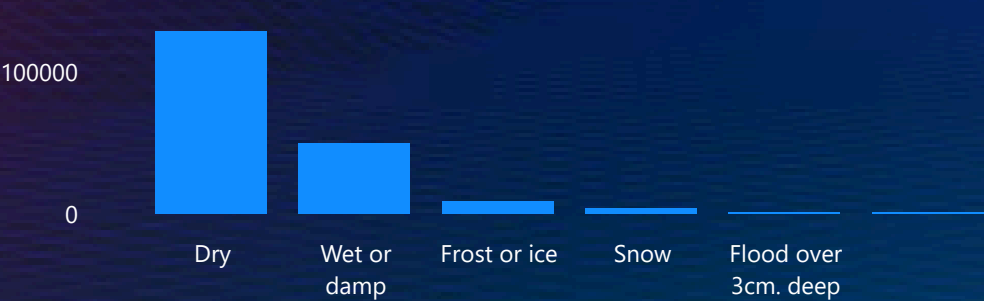 100000
0
Dry
Wet or
damp
Frost or ice
Snow
Flood over
3cm. deep